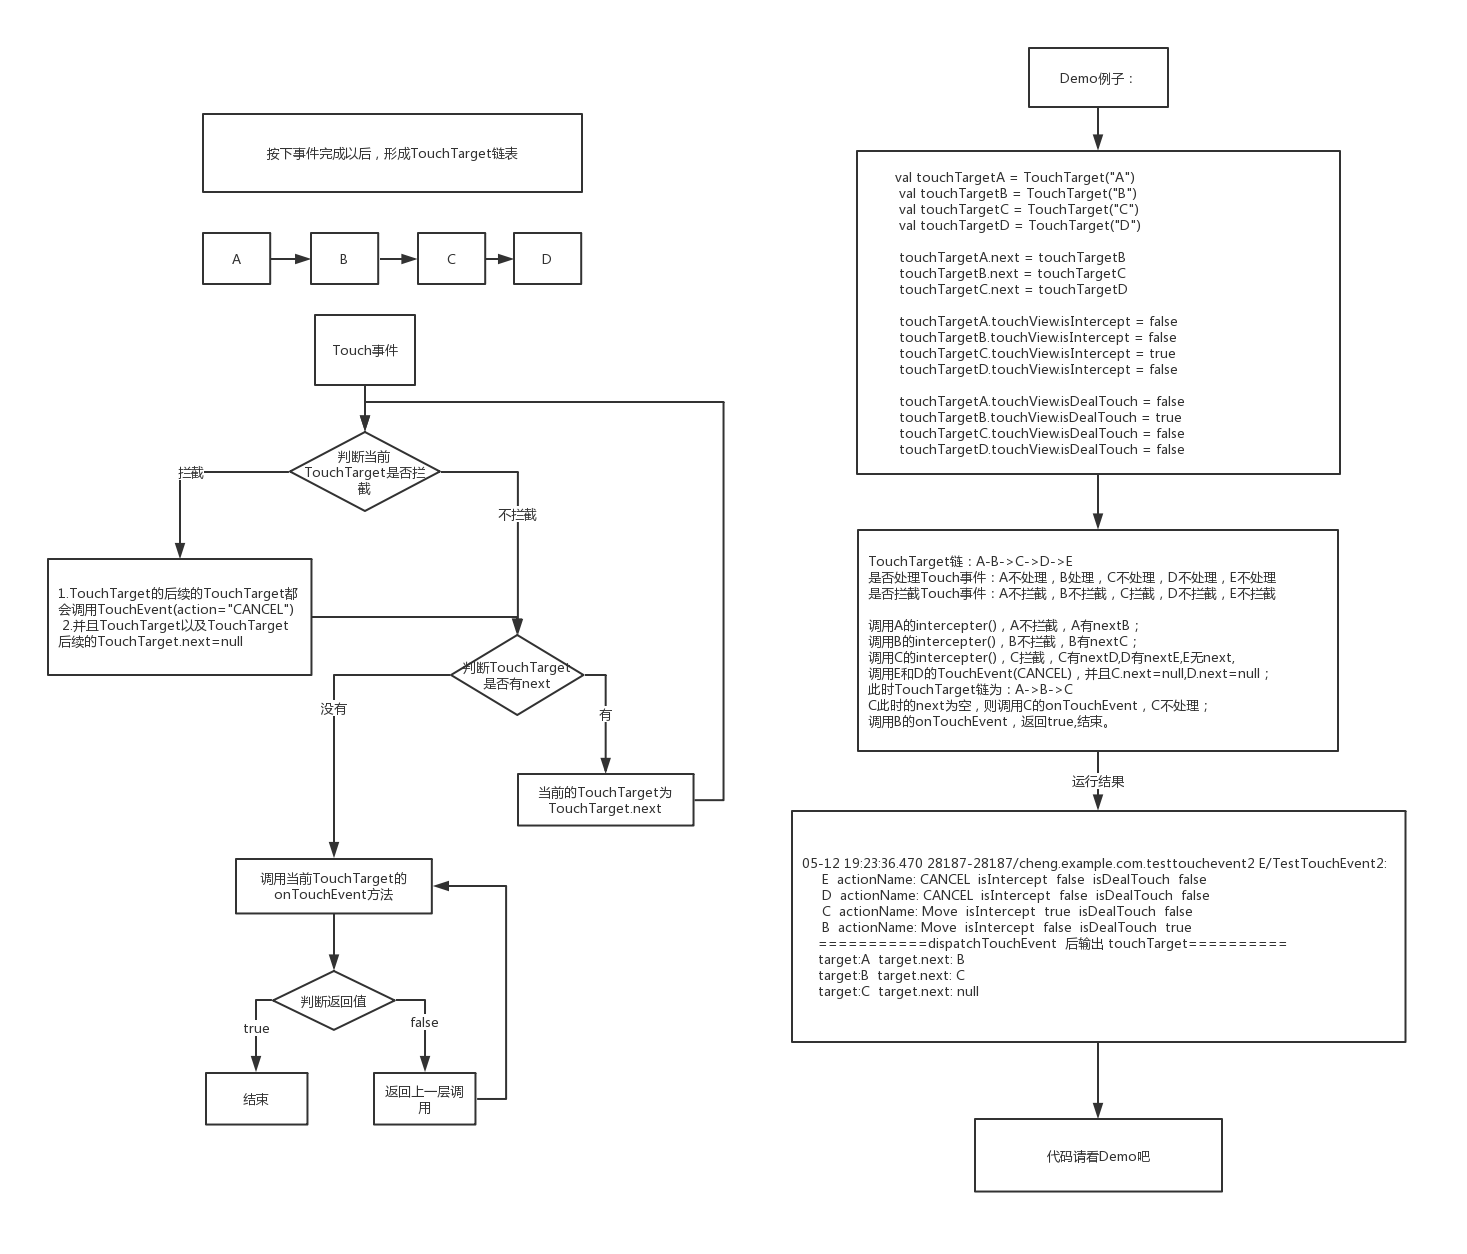 按下事件完成以后，形成TouchTarget链表
A
B
C
D
Touch事件
判断当前
TouchTarget是否拦
截
拦截
不拦截
1.TouchTarget的后续的TouchTarget都
会调用TouchEvent(action="CANCEL")
2.并且TouchTarget以及TouchTarget
后续的TouchTarget.next=null
判断TouchTarget
是否有next
没有
有
当前的TouchTarget为
TouchTarget.next
调用当前TouchTarget的
onTouchEvent方法
判断返回值
true
false
结束
返回上一层调
用
Demo例子：
val touchTargetA = TouchTarget("A")
val touchTargetB = TouchTarget("B")
val touchTargetC = TouchTarget("C")
val touchTargetD = TouchTarget("D")
touchTargetA.next = touchTargetB
touchTargetB.next = touchTargetC
touchTargetC.next = touchTargetD
touchTargetA.touchView.isIntercept = false
touchTargetB.touchView.isIntercept = false
touchTargetC.touchView.isIntercept = true
touchTargetD.touchView.isIntercept = false
touchTargetA.touchView.isDealTouch = false
touchTargetB.touchView.isDealTouch = true
touchTargetC.touchView.isDealTouch = false
touchTargetD.touchView.isDealTouch = false
TouchTarget链：A-B->C->D->E
是否处理Touch事件：A不处理，B处理，C不处理，D不处理，E不处理
是否拦截Touch事件：A不拦截，B不拦截，C拦截，D不拦截，E不拦截
调用A的intercepter()，A不拦截，A有nextB；
调用B的intercepter()，B不拦截，B有nextC；
调用C的intercepter()，C拦截，C有nextD,D有nextE,E无next,
调用E和D的TouchEvent(CANCEL)，并且C.next=null,D.next=null；
此时TouchTarget链为：A->B->C
C此时的next为空，则调用C的onTouchEvent，C不处理；
调用B的onTouchEvent，返回true,结束。
运行结果
05-12 19:23:36.470 28187-28187/cheng.example.com.testtouchevent2 E/TestTouchEvent2:
E  actionName: CANCEL  isIntercept  false  isDealTouch  false
D  actionName: CANCEL  isIntercept  false  isDealTouch  false
C  actionName: Move  isIntercept  true  isDealTouch  false
B  actionName: Move  isIntercept  false  isDealTouch  true
===========dispatchTouchEvent  后输出 touchTarget==========
target:A  target.next: B
target:B  target.next: C
target:C  target.next: null
代码请看Demo吧